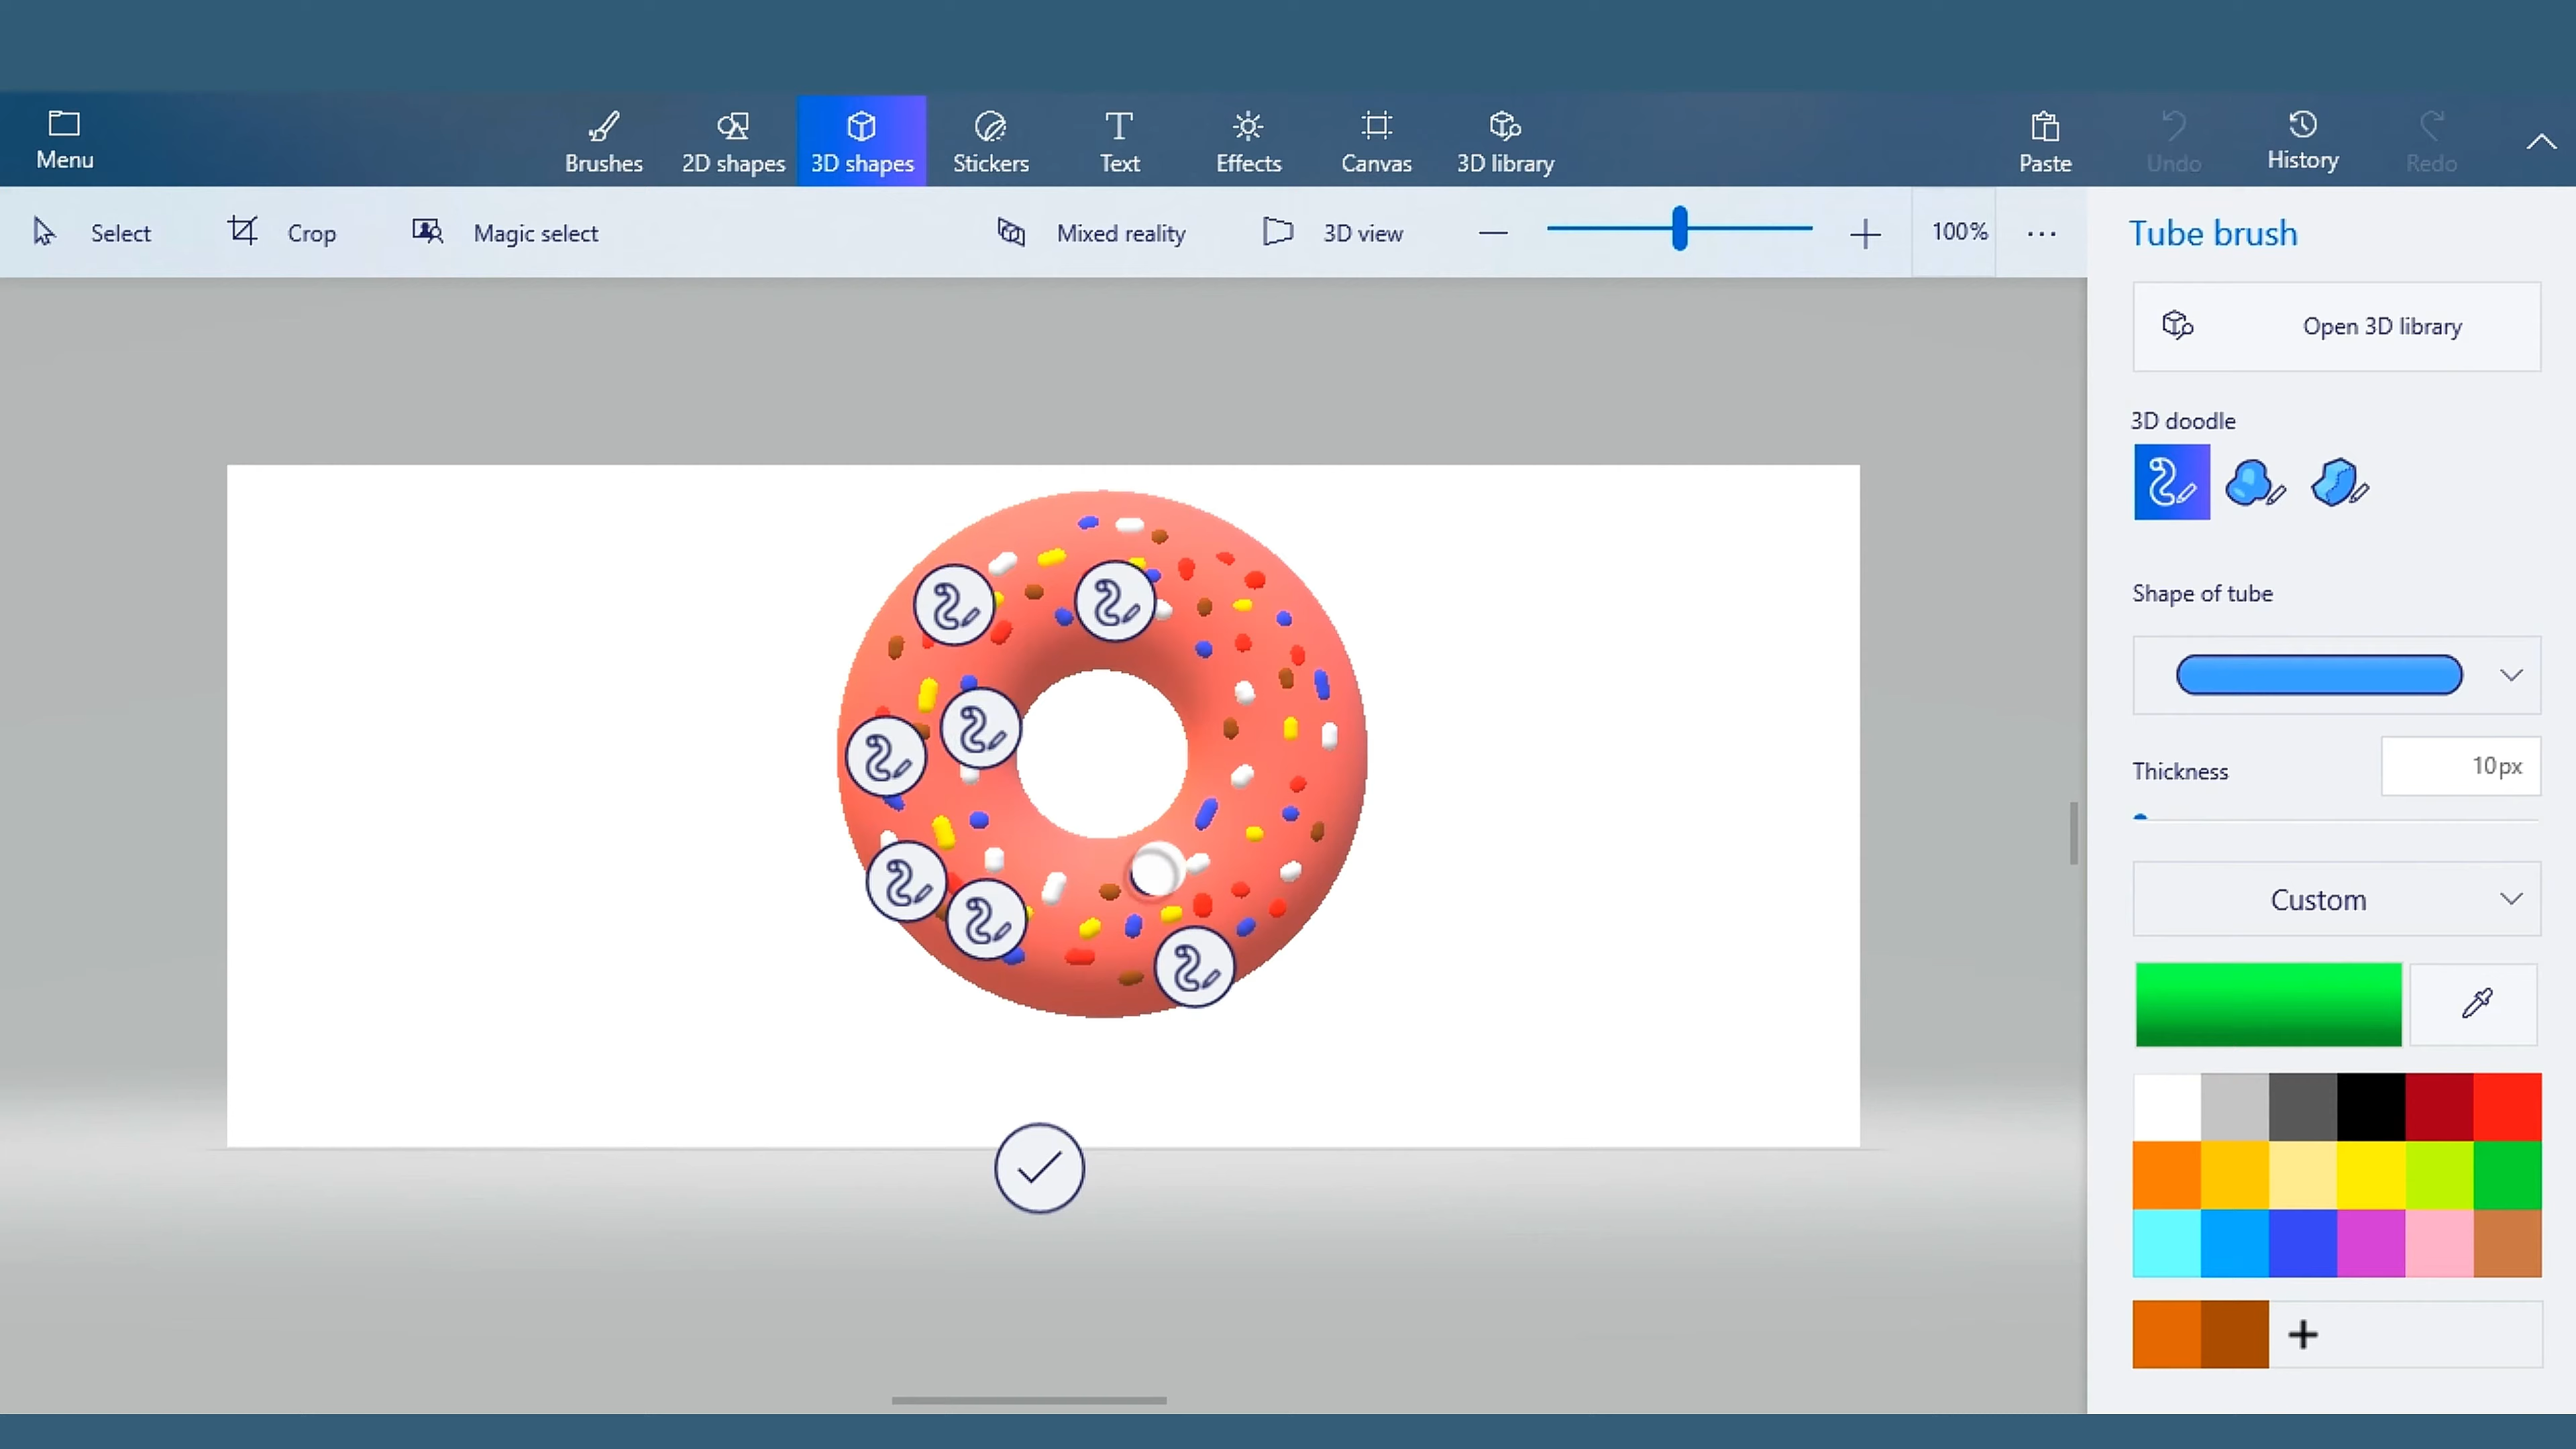 Menu
Brushes
2D shapes
3D shapes
Stickers
Text
Effects
Canvas
3D library
Paste
Undo
History
Redo
Select
Crop
Magic select
Mixed reality
3D view
100%
Tube brush
Open 3D library
3D doodle
Shape of tube
Thickness
10px
Custom